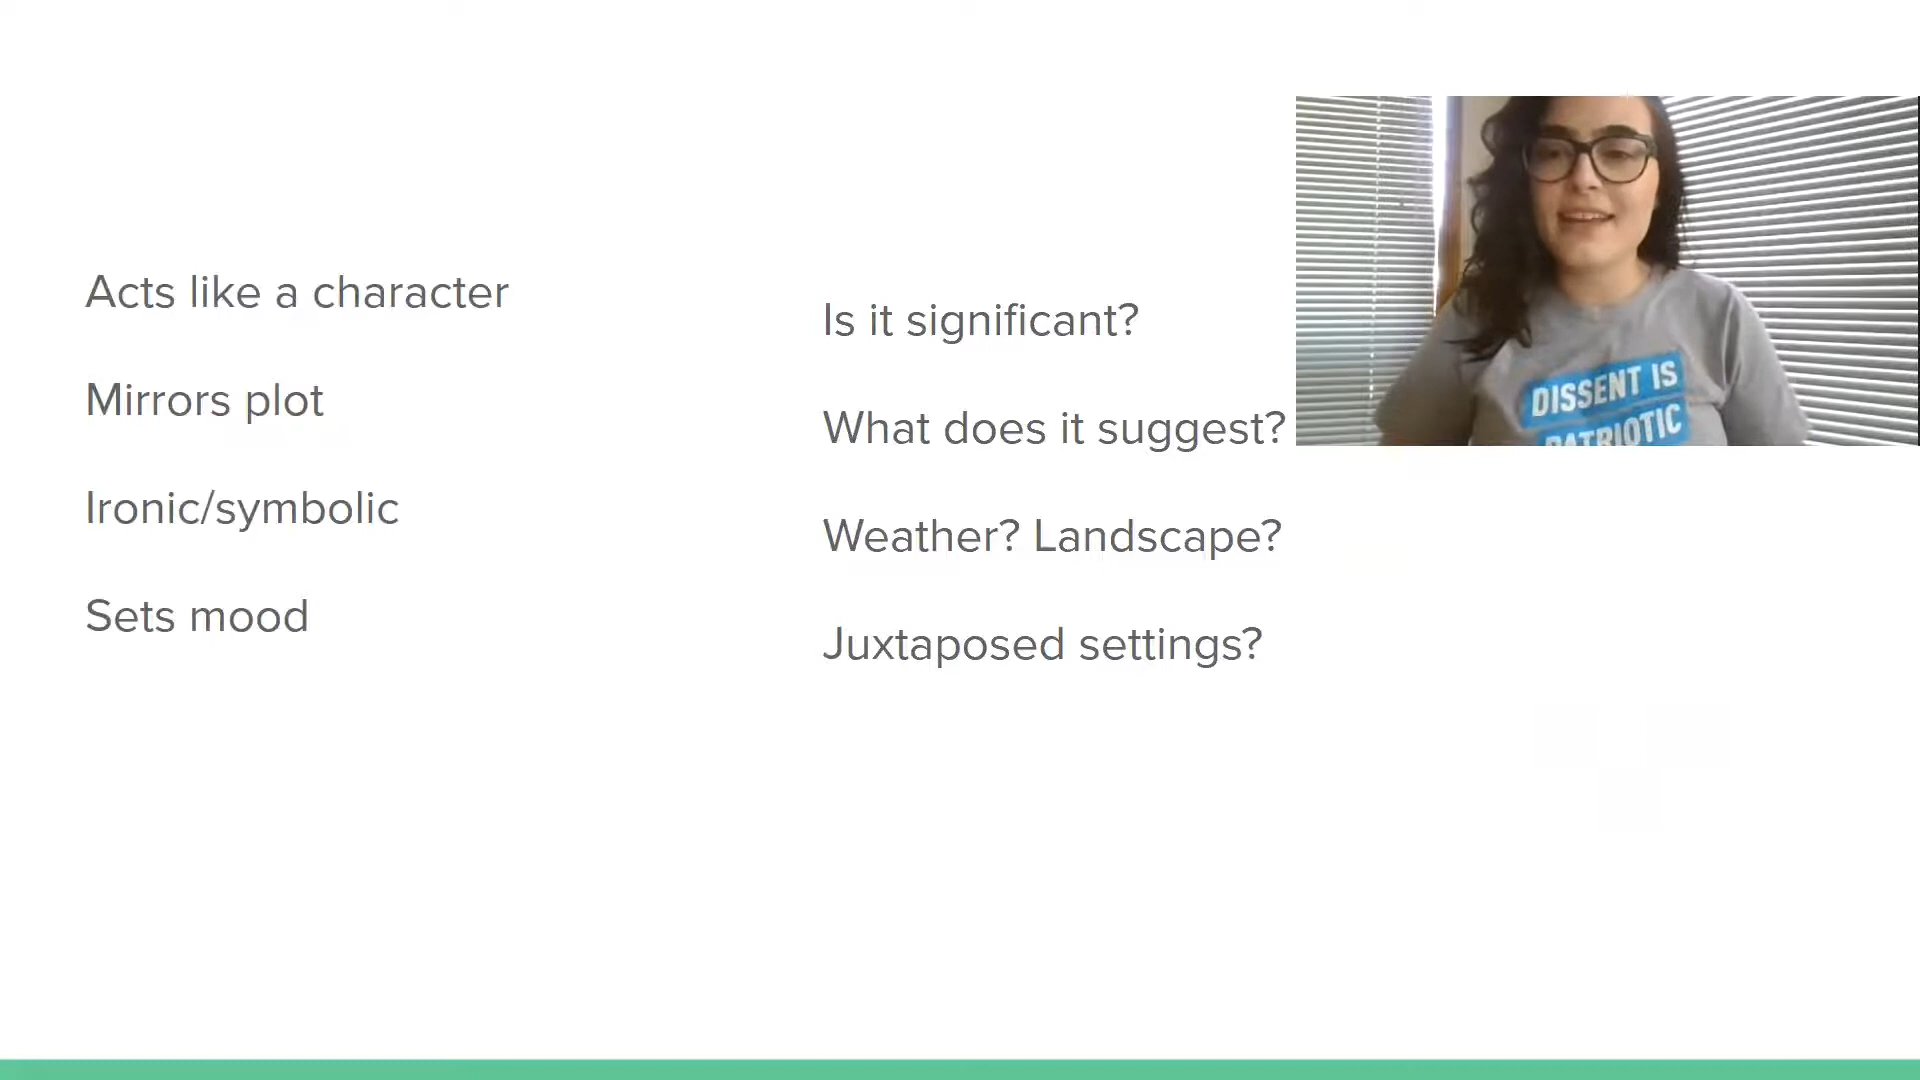 Acts like a character
Mirrors plot
Ironic/symbolic
Sets mood
Is it significant?
What does it suggest?
Weather? Landscape?
Juxtaposed settings?
DISSENT IS
PATRIOTIC